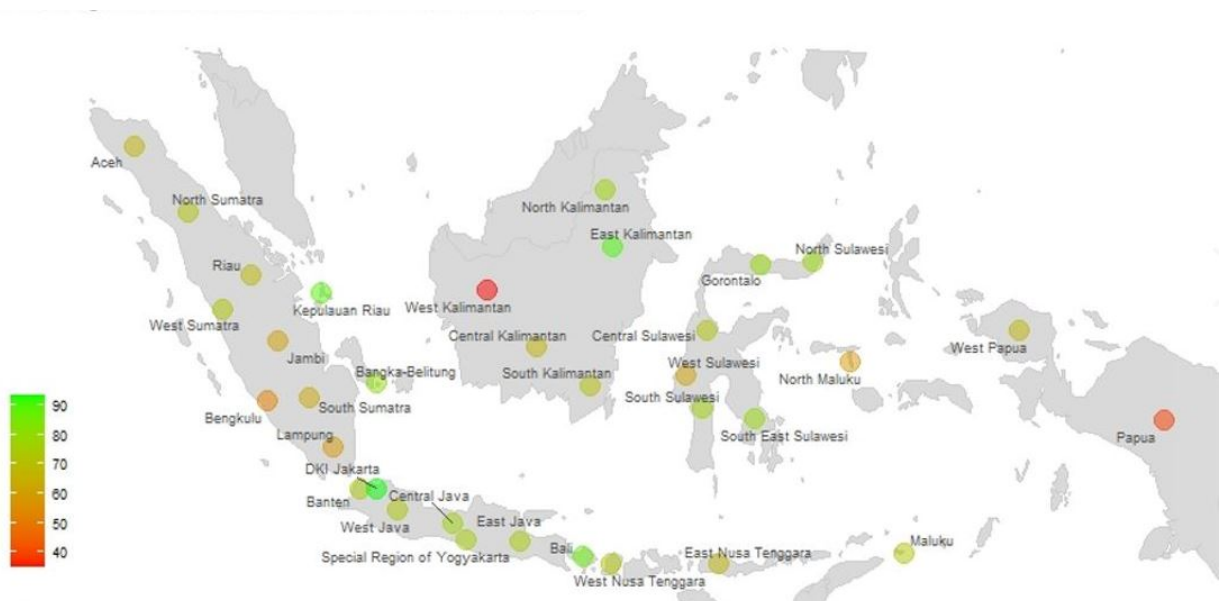 Aceh
North Sumatra
North Kalimantan
East Kalimantan
North Sulawesi
Riau
Gorontalo
Kepulauan Riau
West Kalimantan
West Sumatra
Central Kalimantan
Central Sulawesi
West Papua
Jambi
Bangka-Belitung
South Kalimantan
West Sulawesi
North Maluku
South Sumatra
South Sulawesi
Bengkulu
Lampung
South East Sulawesi
Papua
DKI Jakarta
Banten
Central Java
West Java
East Java
Special Region of Yogyakarta
Bali
West Nusa Tenggara
East Nusa Tenggara
Maluku
90
80
70
60
50
40